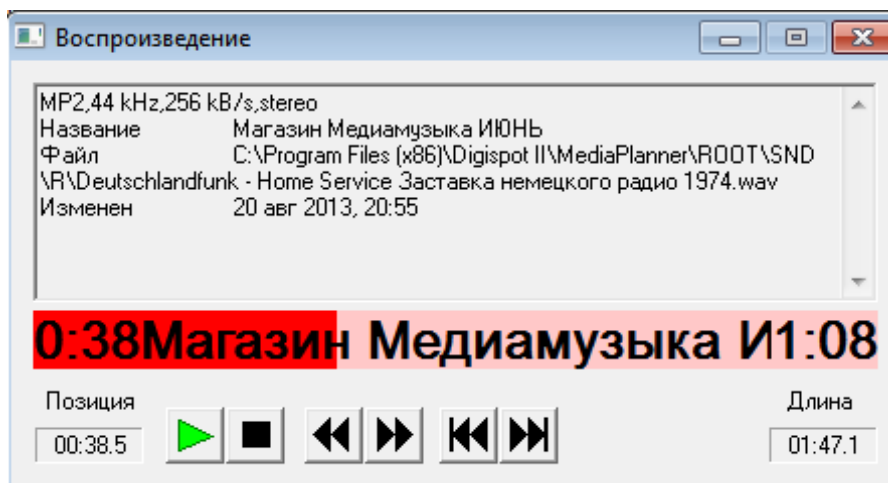 Воспроизведение
MP2,44 kHz,256 kB/s,stereo
Название Магазин Медиамузыка ИЮНЬ
Файл C:\Program Files (x86)\Digispot II\MediaPlanner\ROOT\SND
\R\Deutschlandfunk - Home Service Заставка немецкого радио 1974.wav
Изменен 20 авг 2013, 20:55
0:38Магазин Медиамузыка И1:08
Позиция Длина
00:38.5 01:47.1